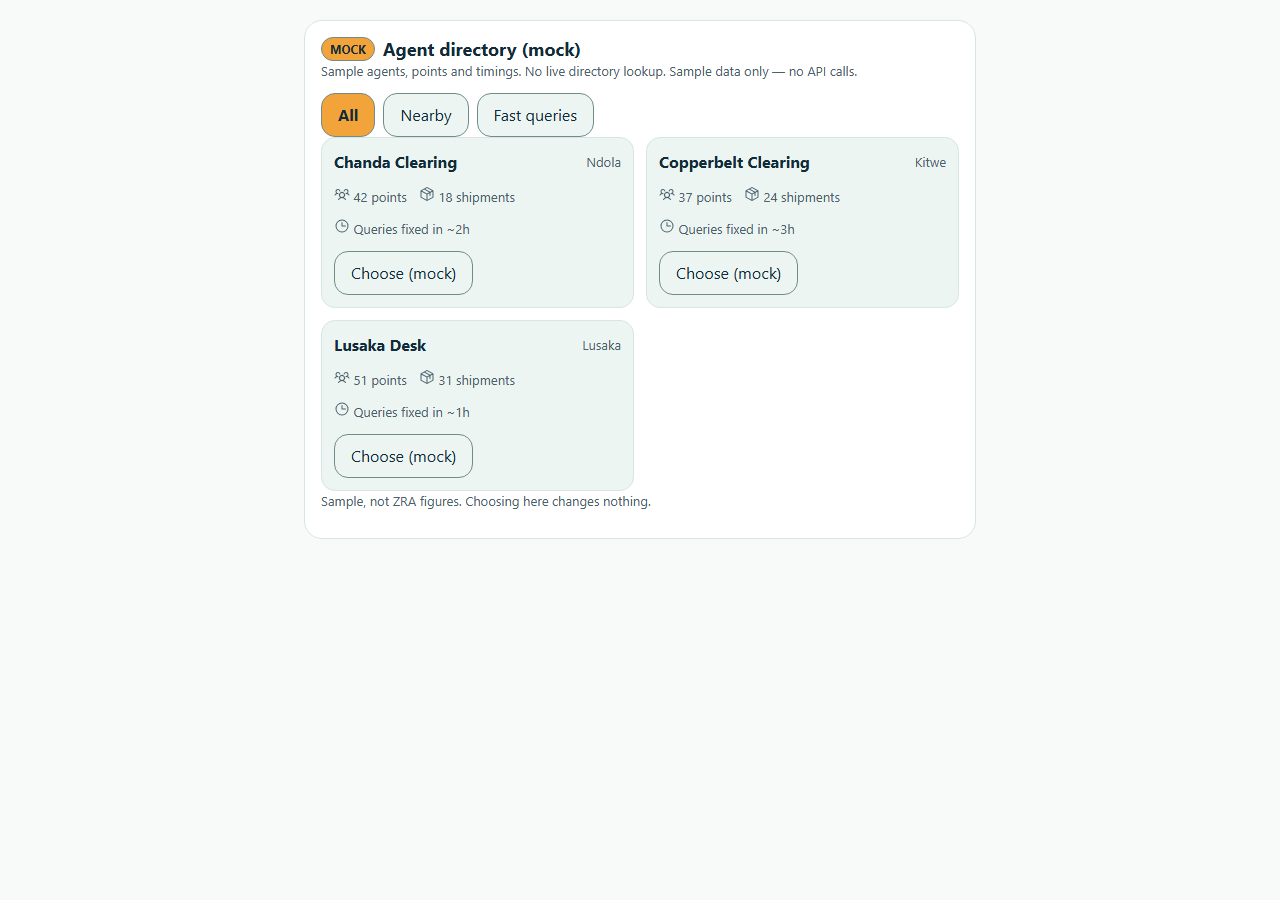 MOCK Agent directory (mock)
Sample agents, points and timings. No live directory lookup. Sample data only — no API calls.
All Nearby Fast queries
Chanda Clearing Ndola
42 points 18 shipments
Queries fixed in ~2h
Choose (mock)
Copperbelt Clearing Kitwe
37 points 24 shipments
Queries fixed in ~3h
Choose (mock)
Lusaka Desk Lusaka
51 points 31 shipments
Queries fixed in ~1h
Choose (mock)
Sample, not ZRA figures. Choosing here changes nothing.